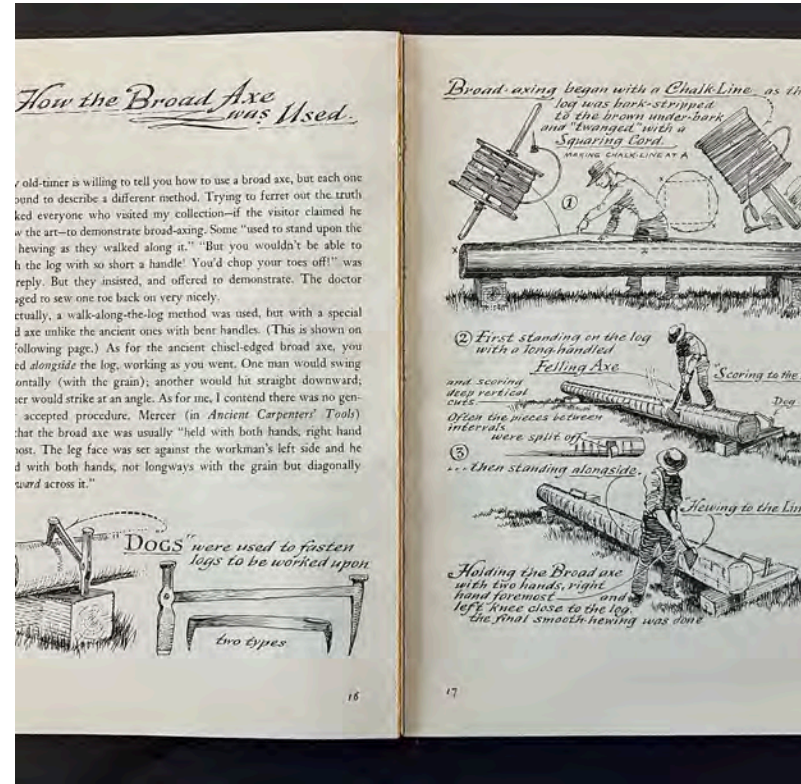 How the Broad Axe
was Used.
old-timer is willing to tell you how to use a broad axe, but each one
ound to describe a different method. Trying to ferret out the truth
ked everyone who visited my collection—if the visitor claimed he
w the art—to demonstrate broad-axing. Some "used to stand upon the
hewing as they walked along it." "But you wouldn't be able to
h the log with so short a handle! You'd chop your toes off!" was
reply. But they insisted, and offered to demonstrate. The doctor
aged to sew one toe back on very nicely.
ctually, a walk-along-the-log method was used, but with a special
d axe unlike the ancient ones with bent handles. (This is shown on
ollowing page.) As for the ancient chisel-edged broad axe, you
ed alongside the log, working as you went. One man would swing
ontally (with the grain); another would hit straight downward;
er would strike at an angle. As for me, I contend there was no gen-
accepted procedure. Mercer (in Ancient Carpenters' Tools)
hat the broad axe was usually "held with both hands, right hand
ost. The leg face was set against the workman's left side and he
d with both hands, not longways with the grain but diagonally
ward across it."
"DOGS" were used to fasten
logs to be worked upon
two types
16
Broad-axing began with a Chalk-Line as th
log was bark-stripped
to the brown under-bark
and "twanged" with a
Squaring Cord.
MAKING CHALK-LINE AT A
1
x
x
x
2 First standing on the log
with a long-handled
Felling Axe
and scoring
deep vertical
cuts
"Scoring to the
Dog
Often the pieces between
intervals
were split off
3
... then standing alongside
"Hewing to the Lin
Holding the Broad axe
with two hands, right
hand foremost and
left knee close to the log,
the final smooth-hewing was done
17